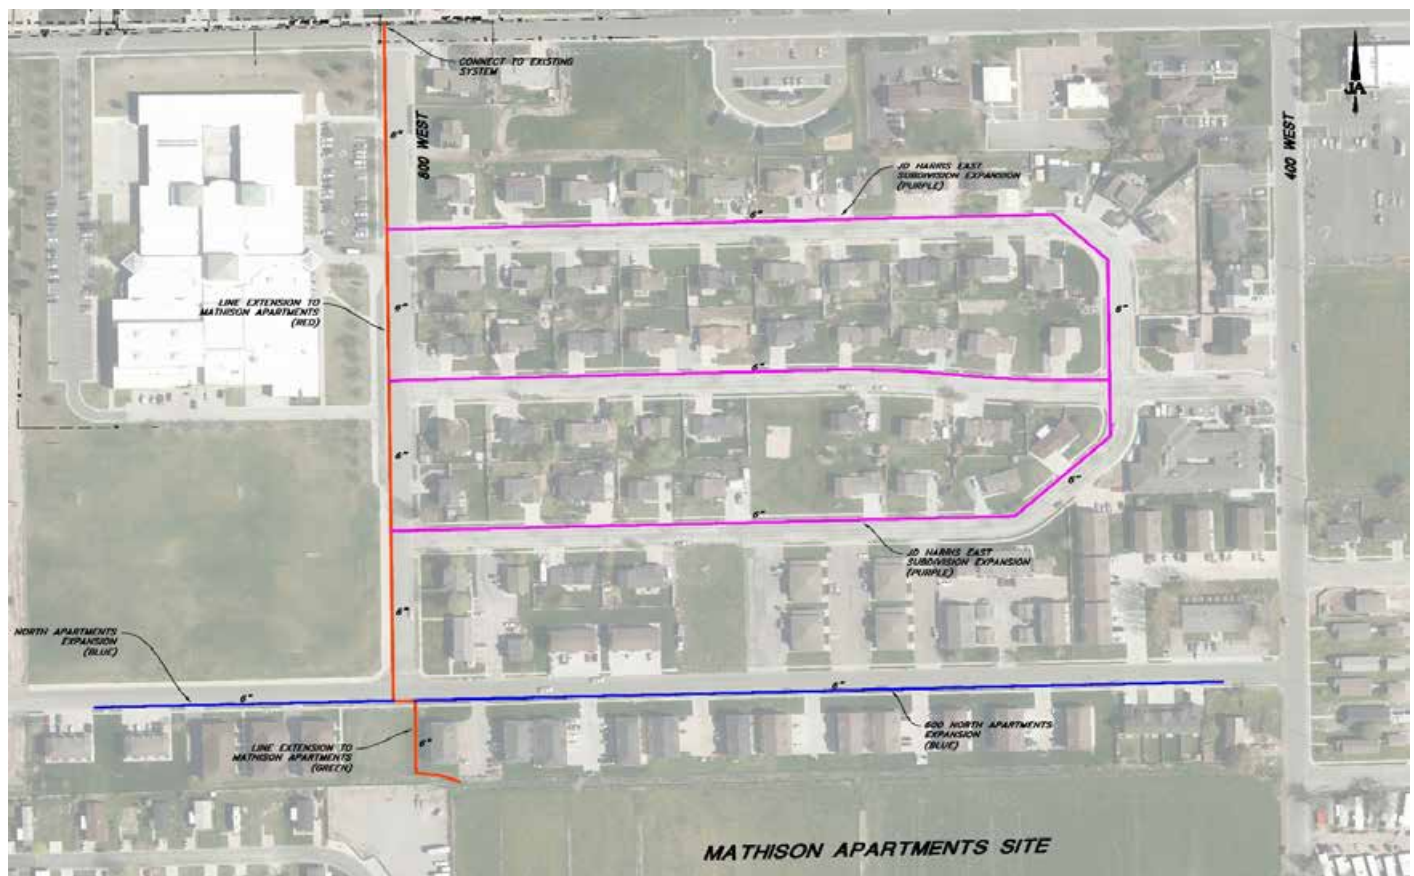 CONNECT TO EXISTING
SYSTEM
JA
6"
800 WEST
400 WEST
JD HARRIS EAST
SUBDIVISION EXPANSION
(PURPLE)
6"
LINE EXTENSION TO
MATHISON APARTMENTS
(RED)
6"
6"
6"
6"
6"
6"
JD HARRIS EAST
SUBDIVISION EXPANSION
(PURPLE)
6"
NORTH APARTMENTS
EXPANSION
(BLUE)
6"
6"
600 NORTH APARTMENTS
EXPANSION
(BLUE)
LINE EXTENSION TO
MATHISON APARTMENTS
(GREEN)
6"
MATHISON APARTMENTS SITE